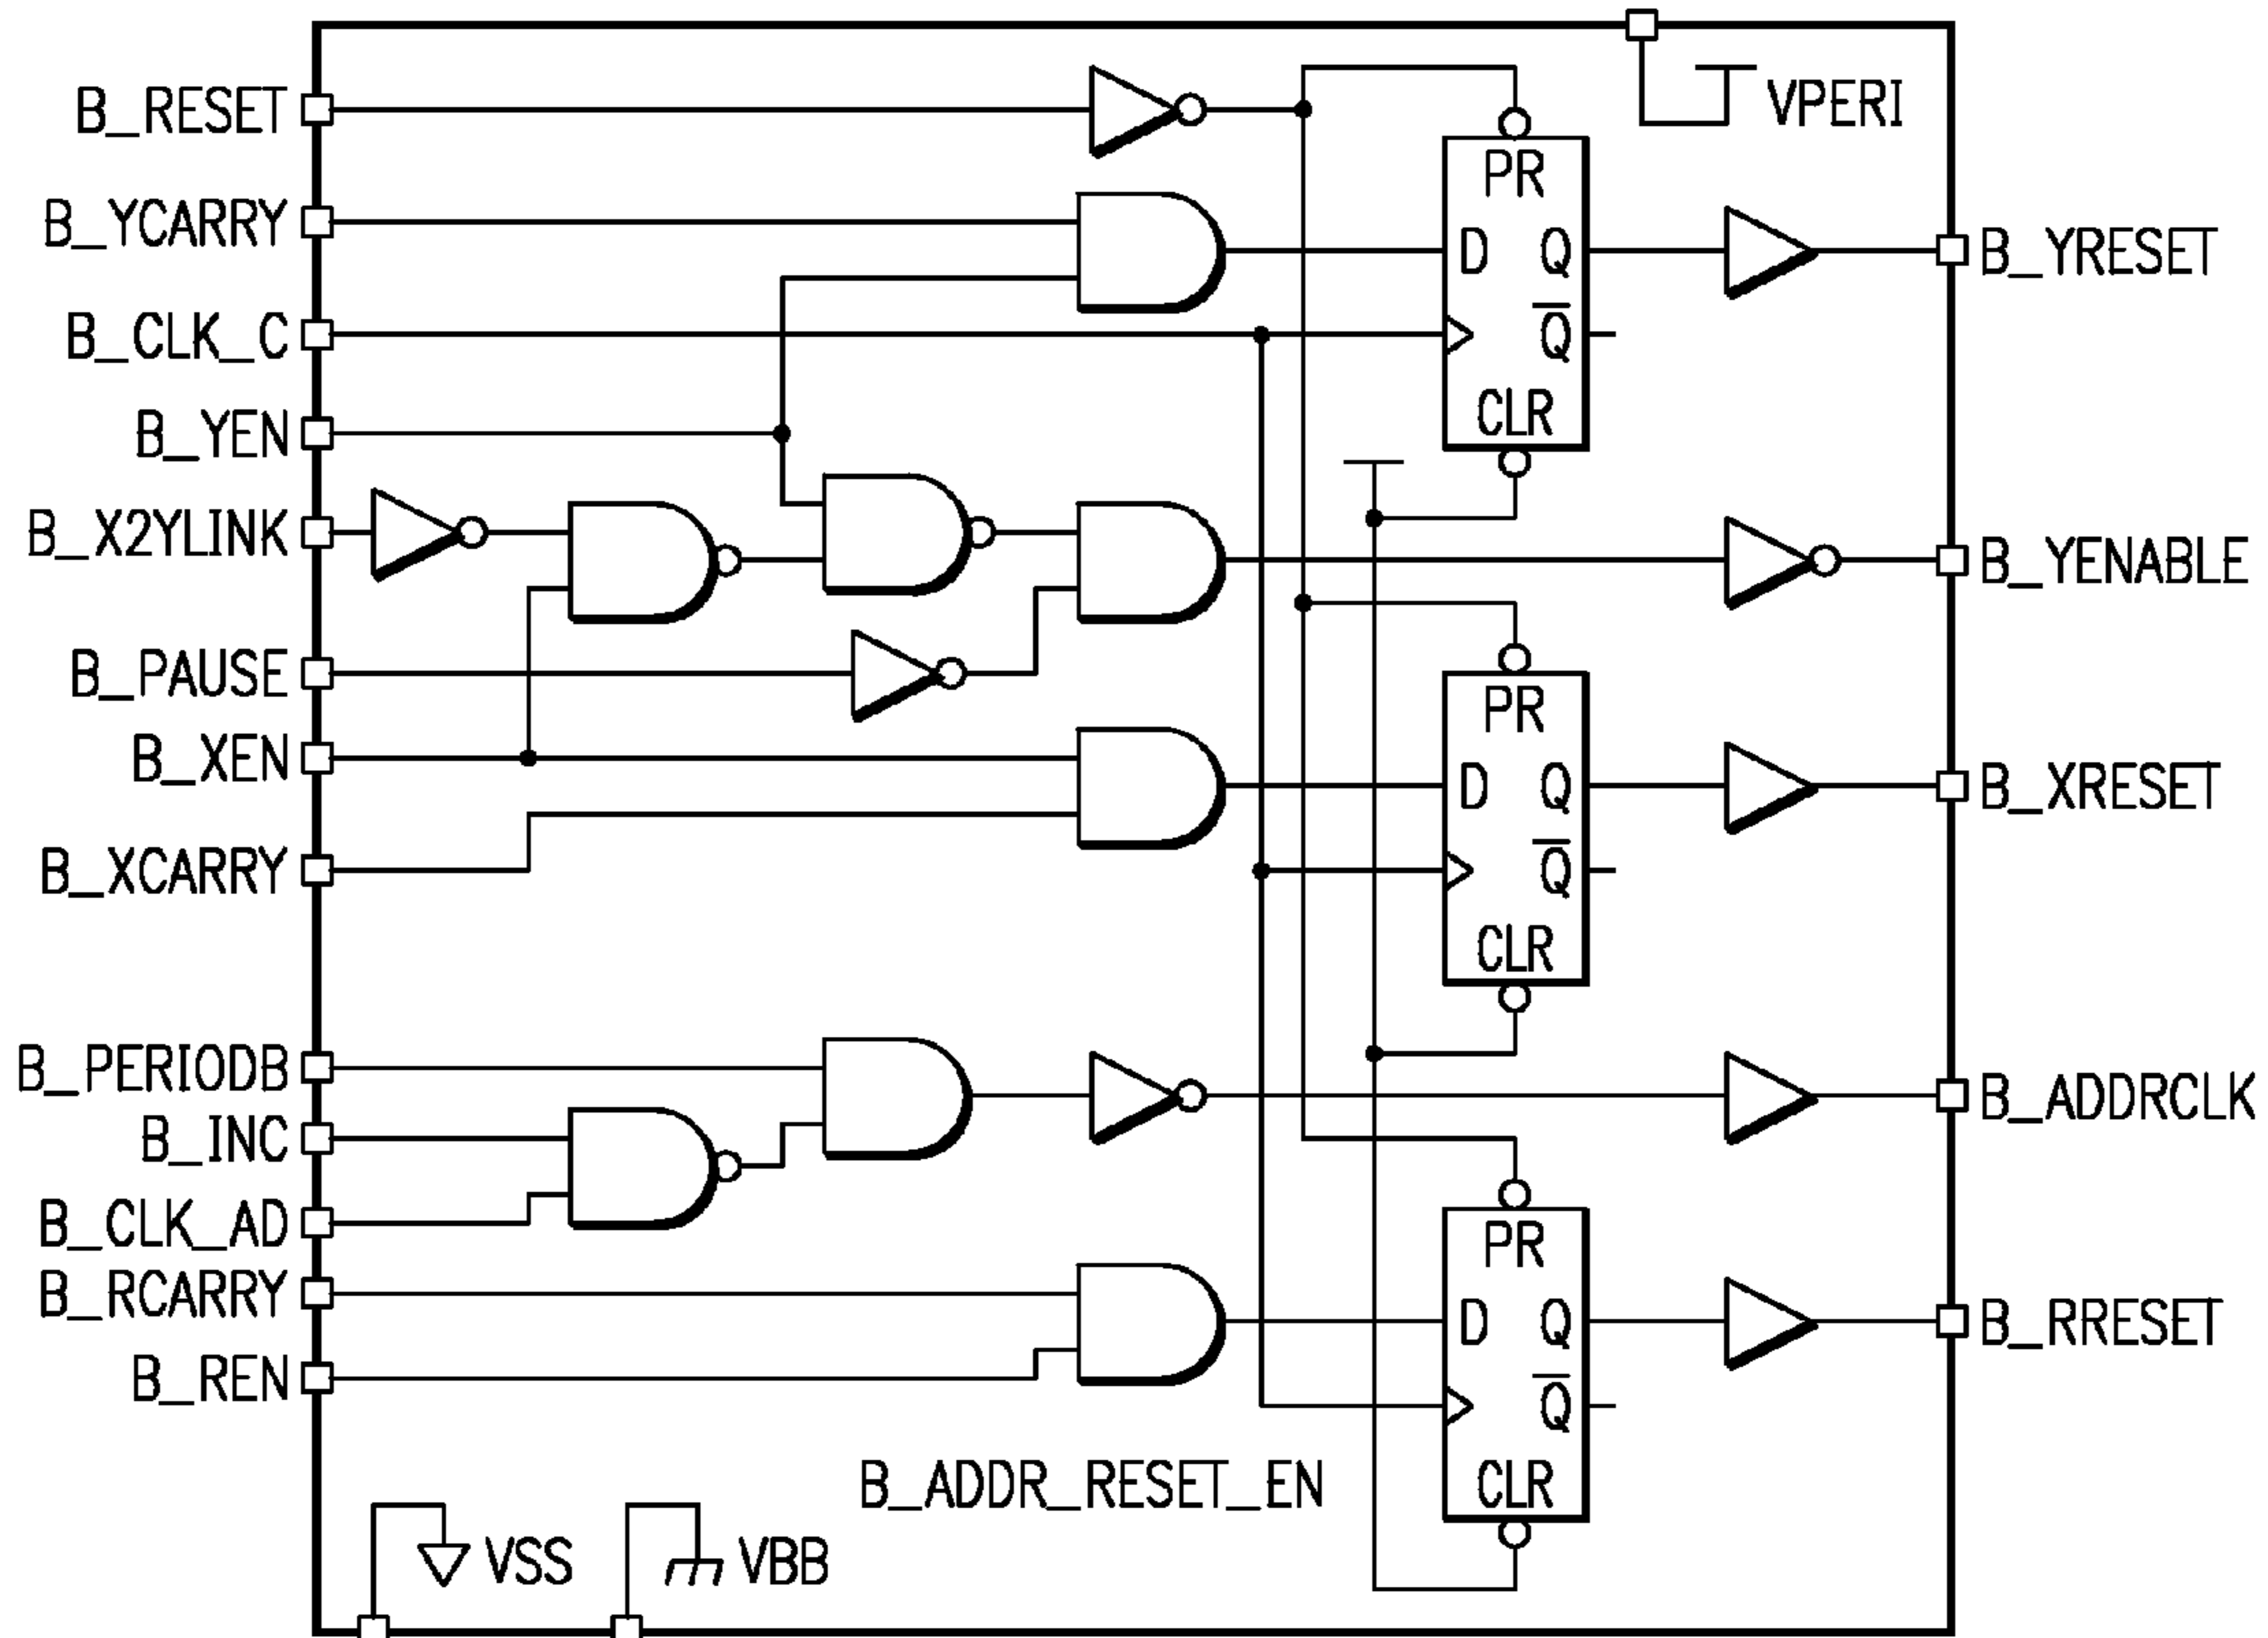 B_RESET
VPERI
PR
B_YCARRY
D Q
B_YRESET
B_CLK_C
Q
CLR
B_YEN
B_X2YLINK
B_YENABLE
B_PAUSE
PR
B_XEN
D Q
B_XRESET
B_XCARRY
Q
CLR
B_PERIODB
B_ADDRCLK
B_INC
B_CLK_AD
PR
B_RCARRY
D Q
B_RRESET
B_REN
Q
B_ADDR_RESET_EN
CLR
VSS
VBB